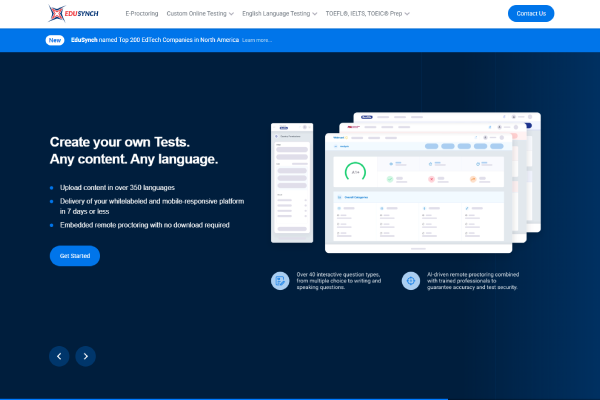 EDUSYNCH
E-Proctoring
Custom Online Testing
English Language Testing
TOEFL®, IELTS, TOEIC® Prep
Contact Us
New
EduSynch named Top 200 EdTech Companies in North America Learn more...
Create your own Tests.
Any content. Any language.
Upload content in over 350 languages
Delivery of your whitelabeled and mobile-responsive platform
in 7 days or less
Embedded remote proctoring with no download required
Get Started
Over 40 interactive question types,
from multiple choice to writing and
speaking questions.
AI-driven remote proctoring combined
with trained professionals to
guarantee accuracy and test security.